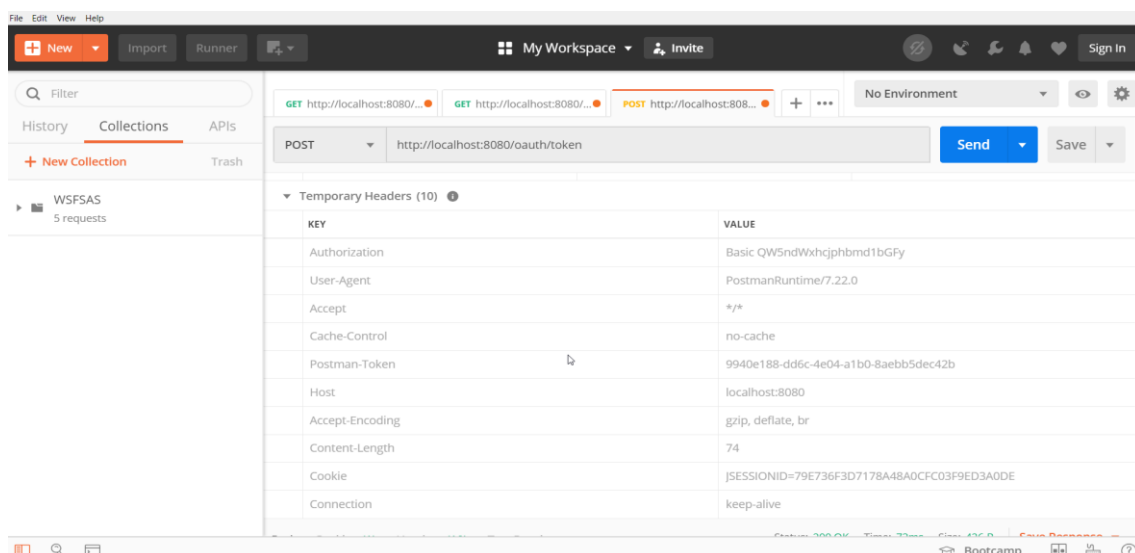 File Edit View Help
New Import Runner My Workspace Invite Sign In
Filter
History Collections APIs
+ New Collection Trash
WSFSAS
5 requests
GET http://localhost:8080/... GET http://localhost:8080/... POST http://localhost:808... + ••• No Environment
POST http://localhost:8080/oauth/token Send Save
Temporary Headers (10)
KEY VALUE
Authorization Basic QW5ndWxhcjphbmd1bGFy
User-Agent PostmanRuntime/7.22.0
Accept */*
Cache-Control no-cache
Postman-Token 9940e188-dd6c-4e04-a1b0-8aebb5dec42b
Host localhost:8080
Accept-Encoding gzip, deflate, br
Content-Length 74
Cookie JSESSIONID=79E736F3D7178A48A0CFC03F9ED3A0DE
Connection keep-alive
Bootcamp